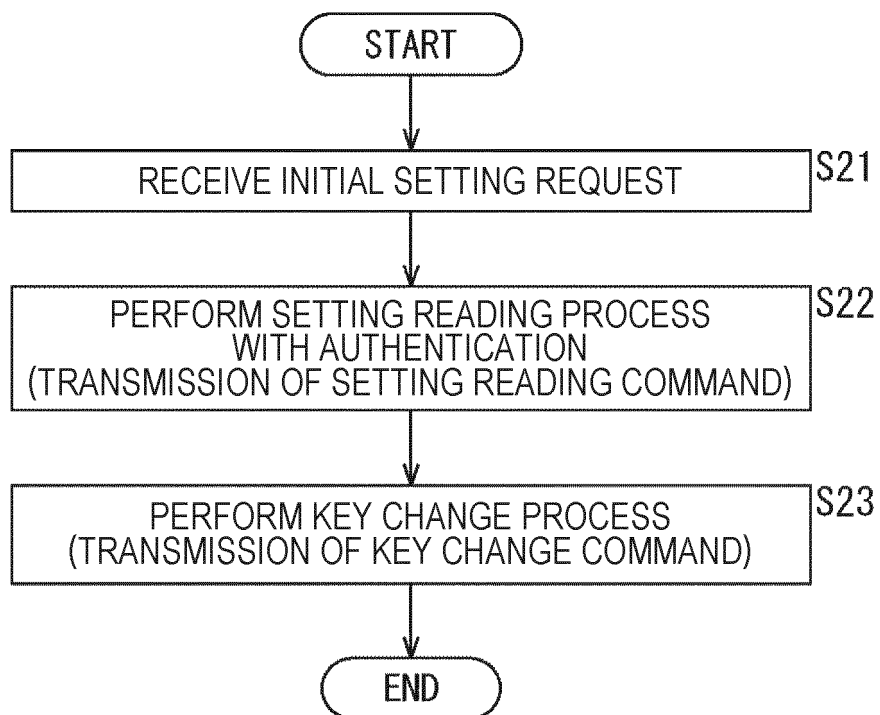 START
RECEIVE INITIAL SETTING REQUEST
S21
PERFORM SETTING READING PROCESS
WITH AUTHENTICATION
(TRANSMISSION OF SETTING READING COMMAND)
S22
PERFORM KEY CHANGE PROCESS
(TRANSMISSION OF KEY CHANGE COMMAND)
S23
END